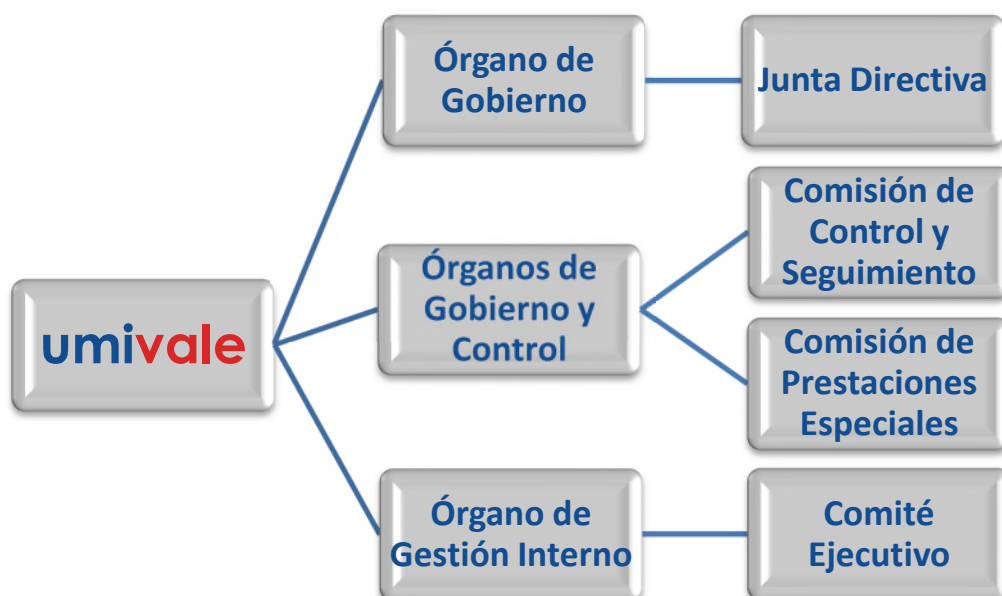 Órgano de
Gobierno
Junta Directiva
Comisión de
Control y
Seguimiento
Órganos de
Gobierno y
Control
umivale
Comisión de
Prestaciones
Especiales
Órgano de
Gestión Interno
Comité
Ejecutivo